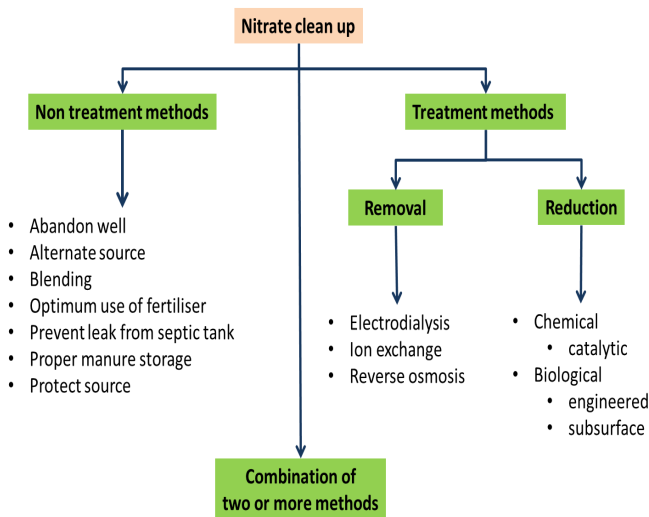 Nitrate clean up
Non treatment methods
Treatment methods
Removal
Reduction
• Abandon well
• Alternate source
• Blending
• Optimum use of fertiliser
• Prevent leak from septic tank
• Proper manure storage
• Protect source
• Electrodialysis
• Ion exchange
• Reverse osmosis
• Chemical
• catalytic
• Biological
• engineered
• subsurface
Combination of
two or more methods